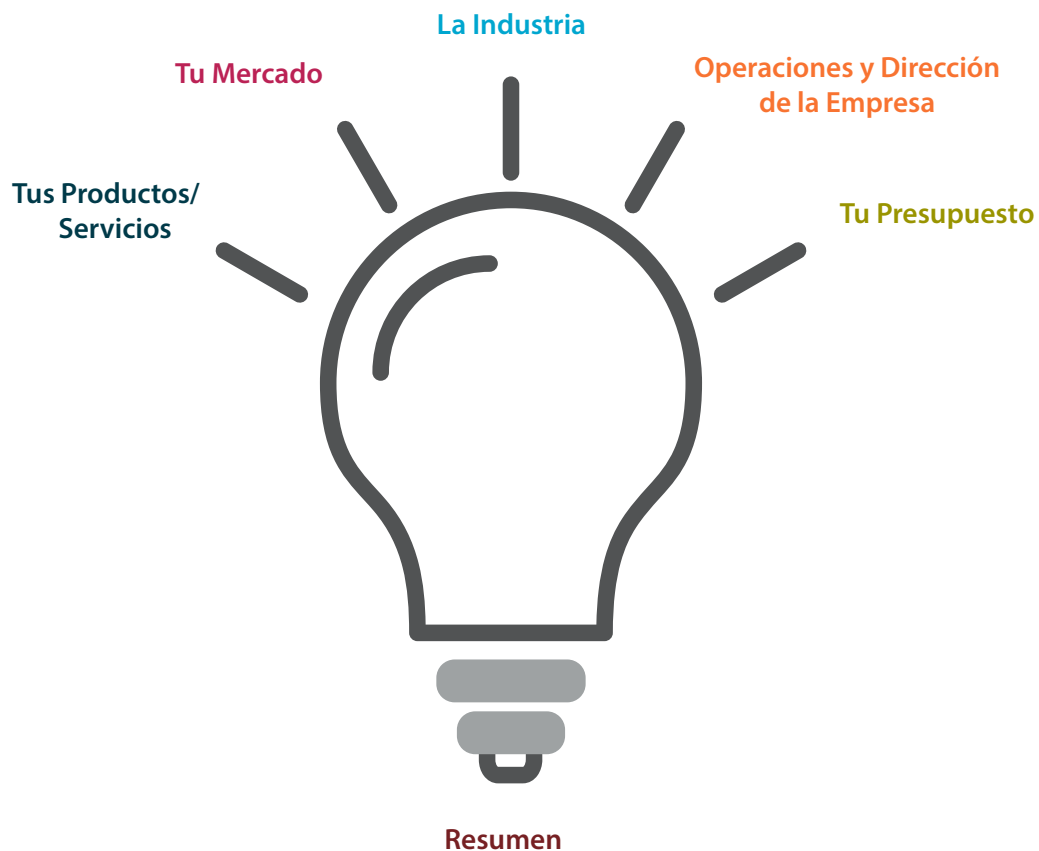 La Industria
Tu Mercado
Operaciones y Dirección
de la Empresa
Tus Productos/
Servicios
Tu Presupuesto
Resumen